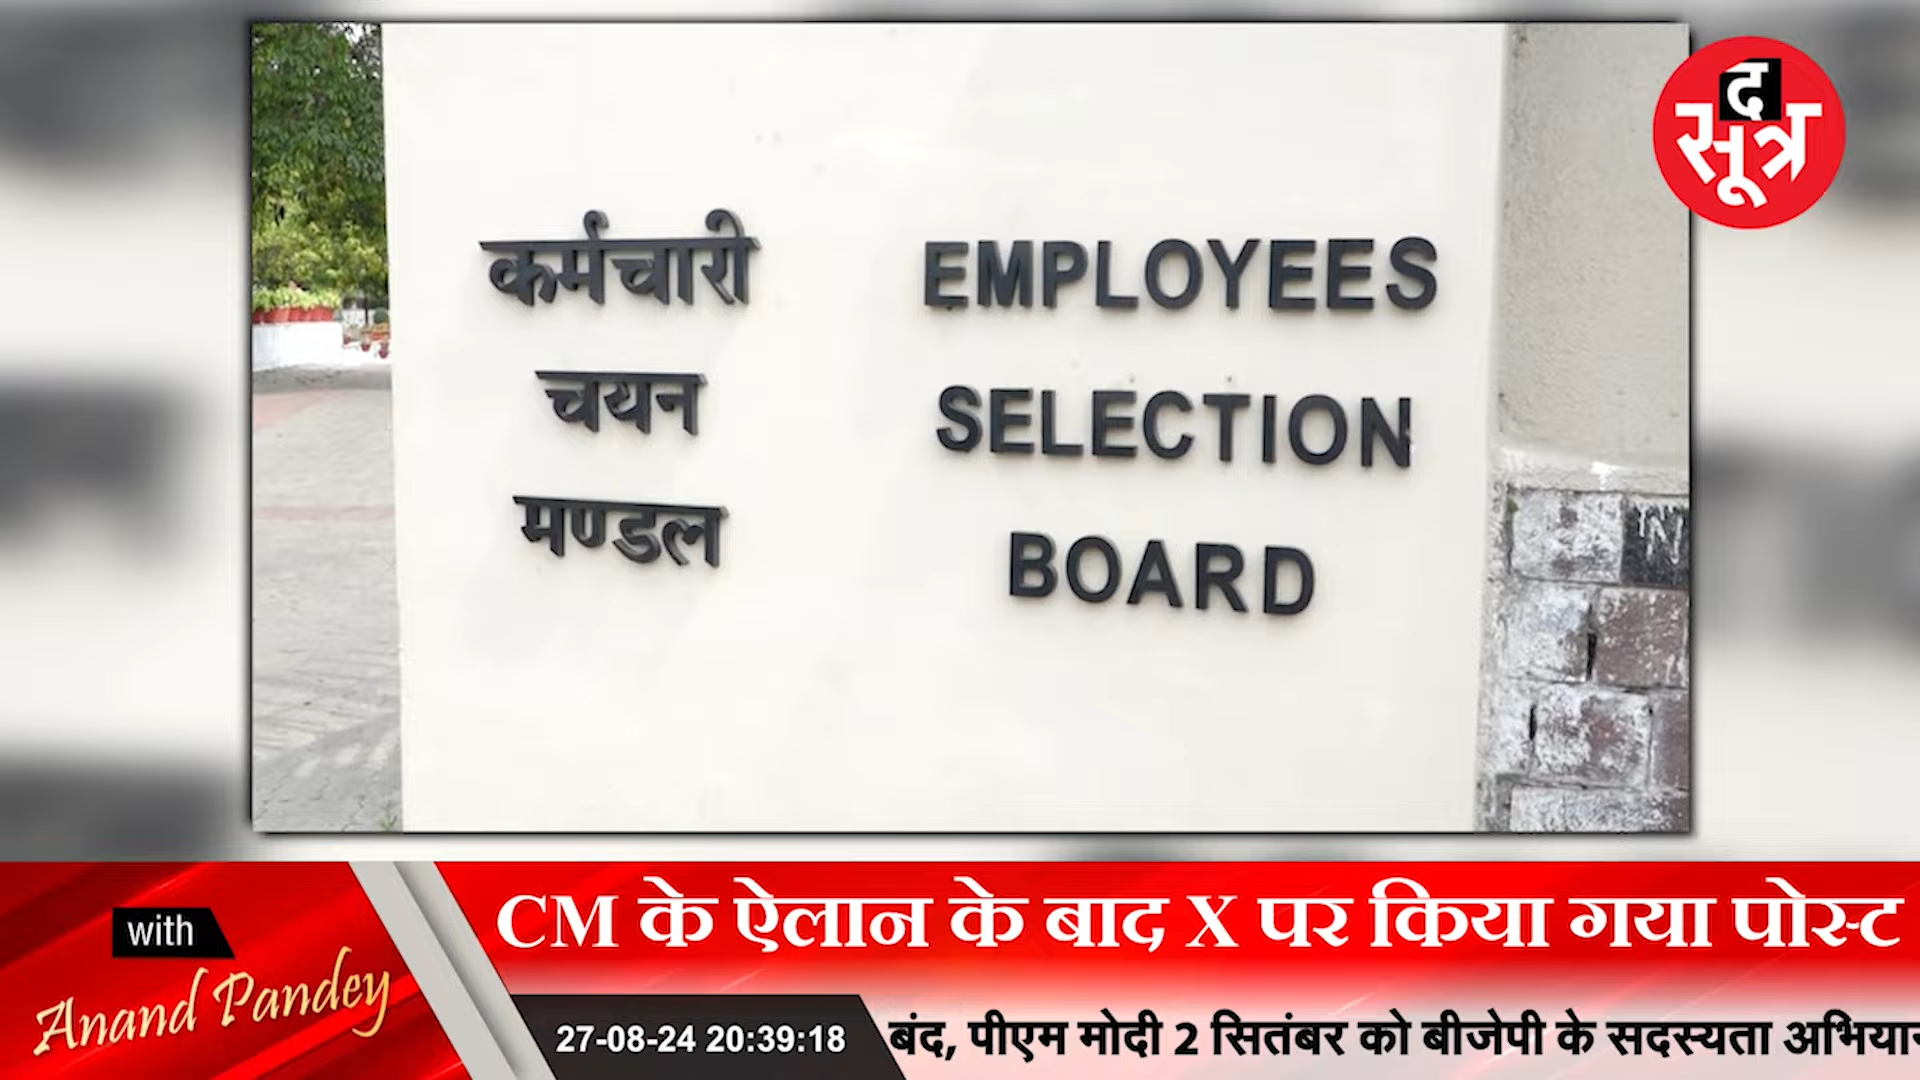 द
सूत्र
कर्मचारी
चयन
मण्डल
EMPLOYEES
SELECTION
BOARD
with
Anand Pandey
CM के ऐलान के बाद X पर किया गया पोस्ट
27-08-24 20:39:18
बंद, पीएम मोदी 2 सितंबर को बीजेपी के सदस्यता अभियान